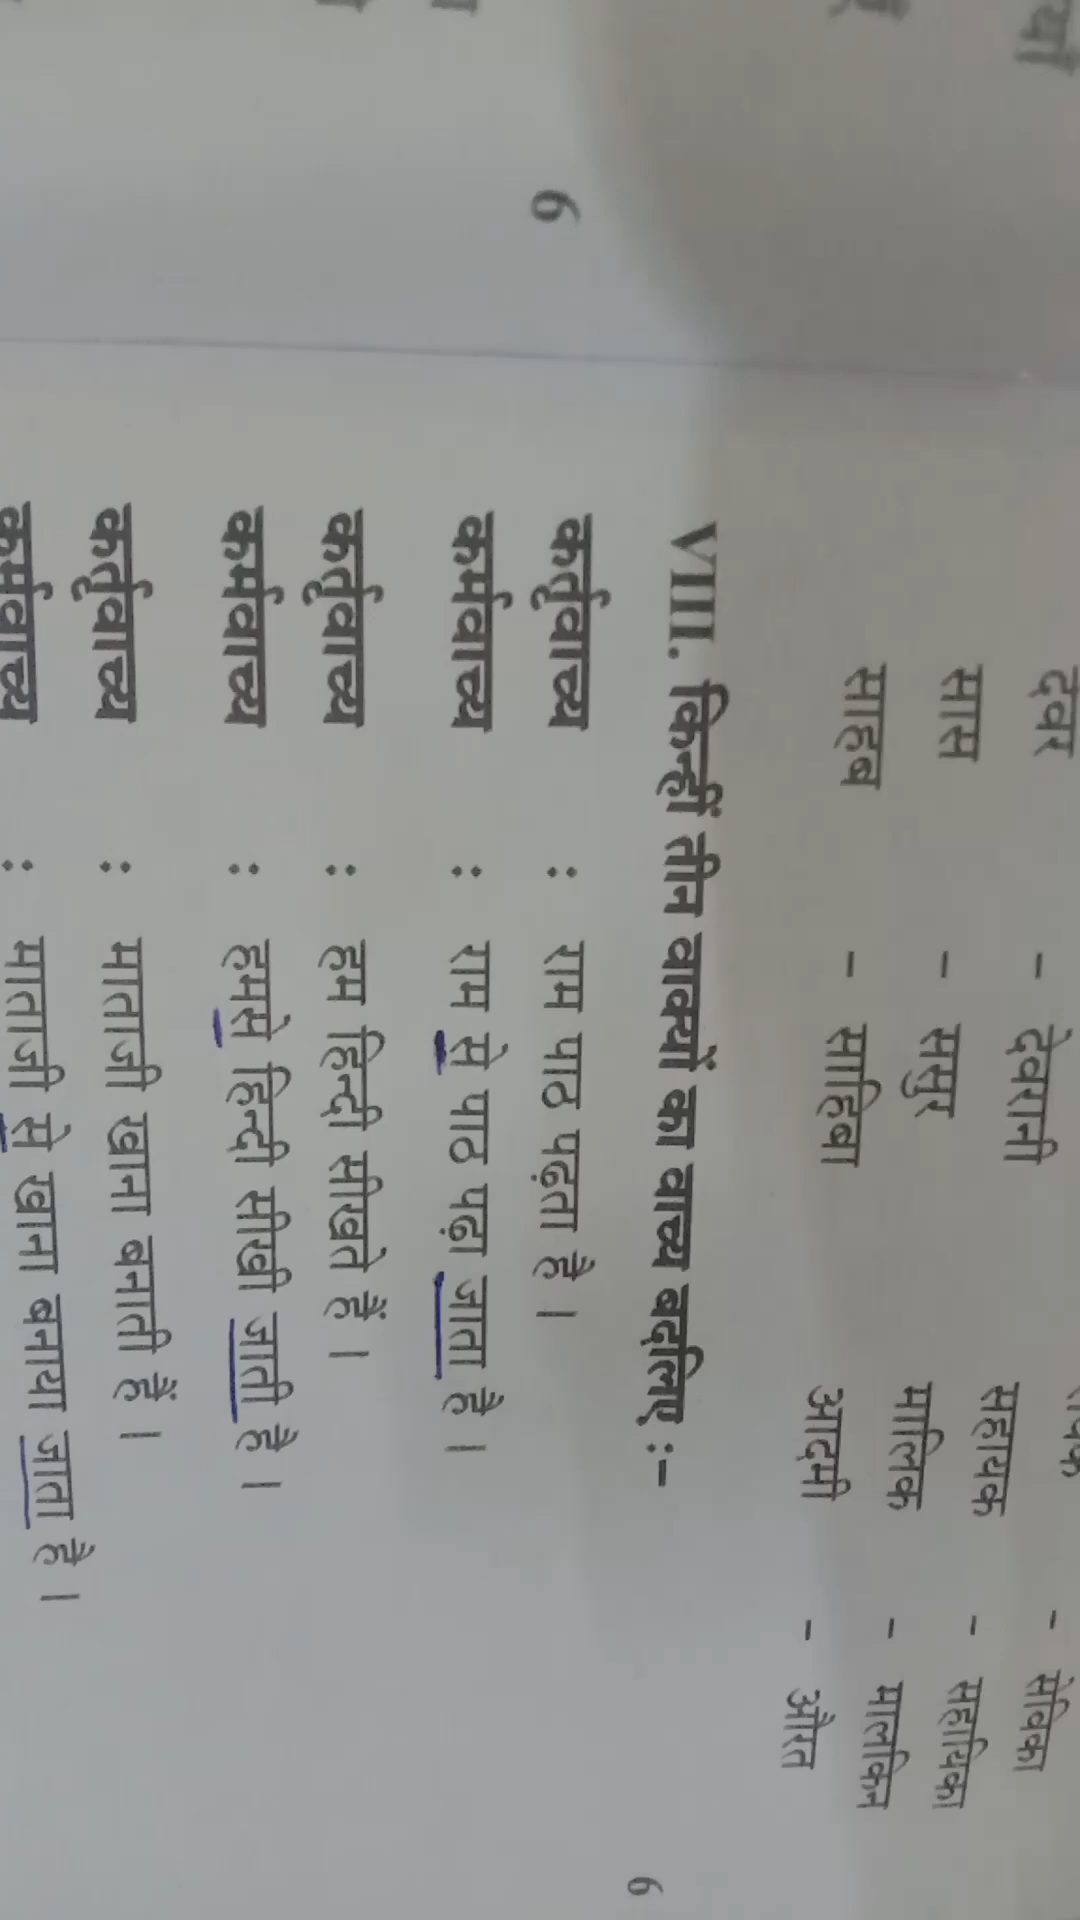 देवर - देवरानी
सास - ससुर
साहब - साहिबा
- सेविका
सहायक - सहायिका
मालिक - मालकिन
आदमी - औरत
6
VIII. किन्हीं तीन वाक्यों का वाच्य बदलिए :-
6
कर्तृवाच्य : राम पाठ पढ़ता है ।
कर्मवाच्य : राम से पाठ पढ़ा जाता है ।
कर्तृवाच्य : हम हिन्दी सीखते हैं ।
कर्मवाच्य : हमसे हिन्दी सीखी जाती है ।
कर्तृवाच्य : माताजी खाना बनाती हैं ।
कर्मवाच्य : माताजी से खाना बनाया जाता है ।